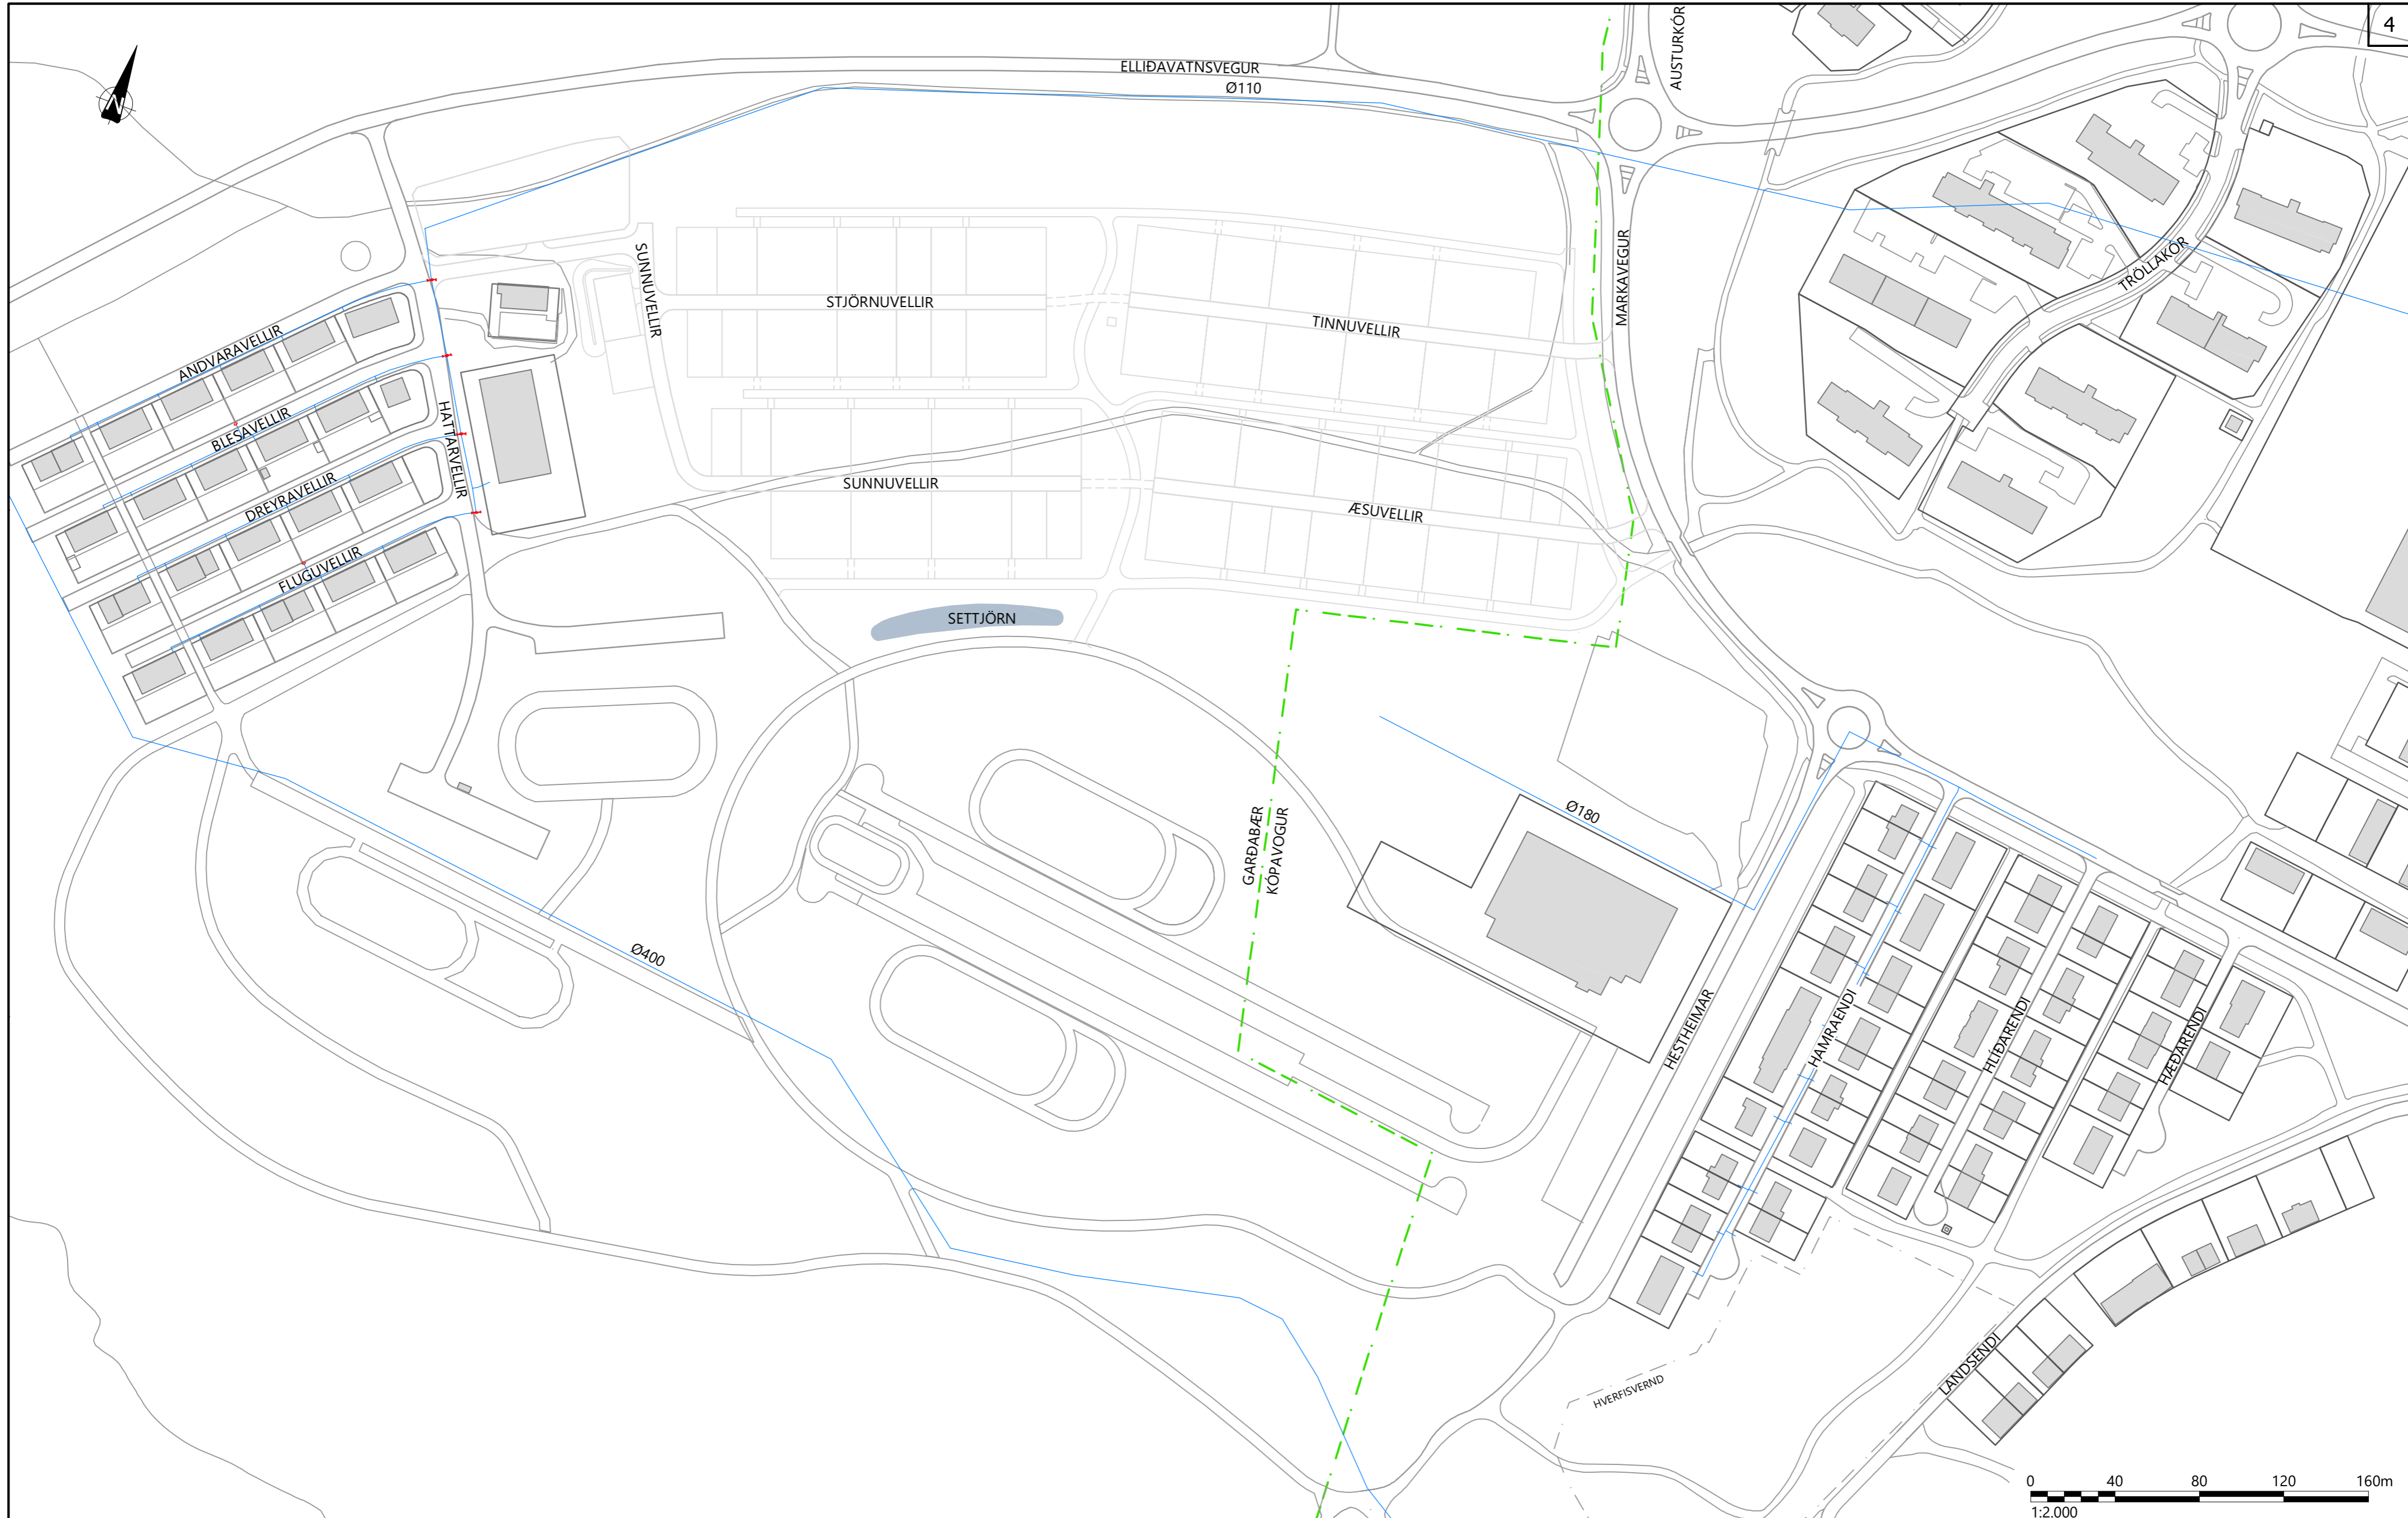 4
AUSTURKÓR
ELLIÐAVATNSVEGUR
Ø110
N
SUNNUVELLIR
MARKAVEGUR
TRÖLLAKÓR
STJÖRNUVELLIR
TINNUVELLIR
ANDVARAVELLIR
BLESAVELLIR
HATTARVELLIR
DREYRAVELLIR
SUNNUVELLIR
ÆSUVELLIR
FLUGUVELLIR
SETTJÖRN
GARÐABÆR
KÓPAVOGUR
Ø180
Ø400
HESTHEIMAR
HAMRAENDI
HLÍÐARENDI
HÆÐARENDI
LANDSENDI
HVERFISVERND
0 40 80 120 160m
1:2.000